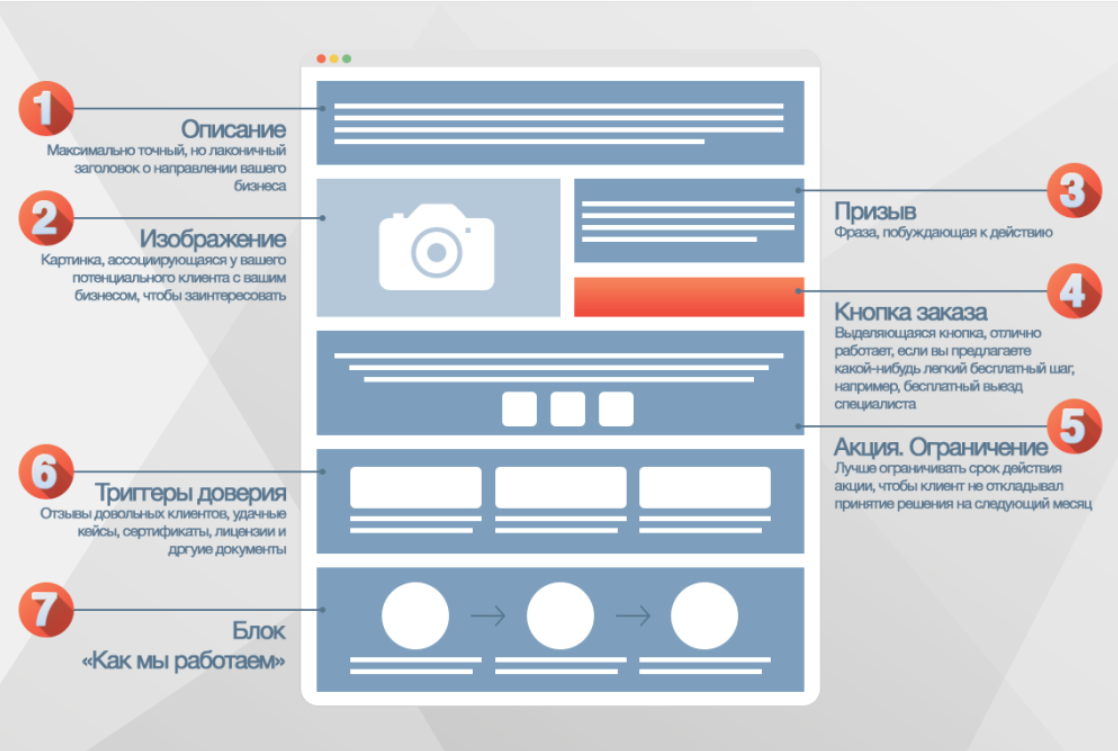 1
Описание
Максимально точный, но лаконичный
заголовок о направлении вашего
бизнеса
2
Изображение
Картинка, ассоциирующаяся у вашего
потенциального клиента с вашим
бизнесом, чтобы заинтересовать
3
Призыв
Фраза, побуждающая к действию
4
Кнопка заказа
Выделяющаяся кнопка, отлично
работает, если вы предлагаете
какой-нибудь легкий бесплатный шаг,
например, бесплатный выезд
специалиста
5
Акция. Ограничение
Лучше ограничивать срок действия
акции, чтобы клиент не откладывал
принятие решения на следующий месяц
6
Триггеры доверия
Отзывы довольных клиентов, удачные
кейсы, сертификаты, лицензии и
дргуие документы
7
Блок
«Как мы работаем»